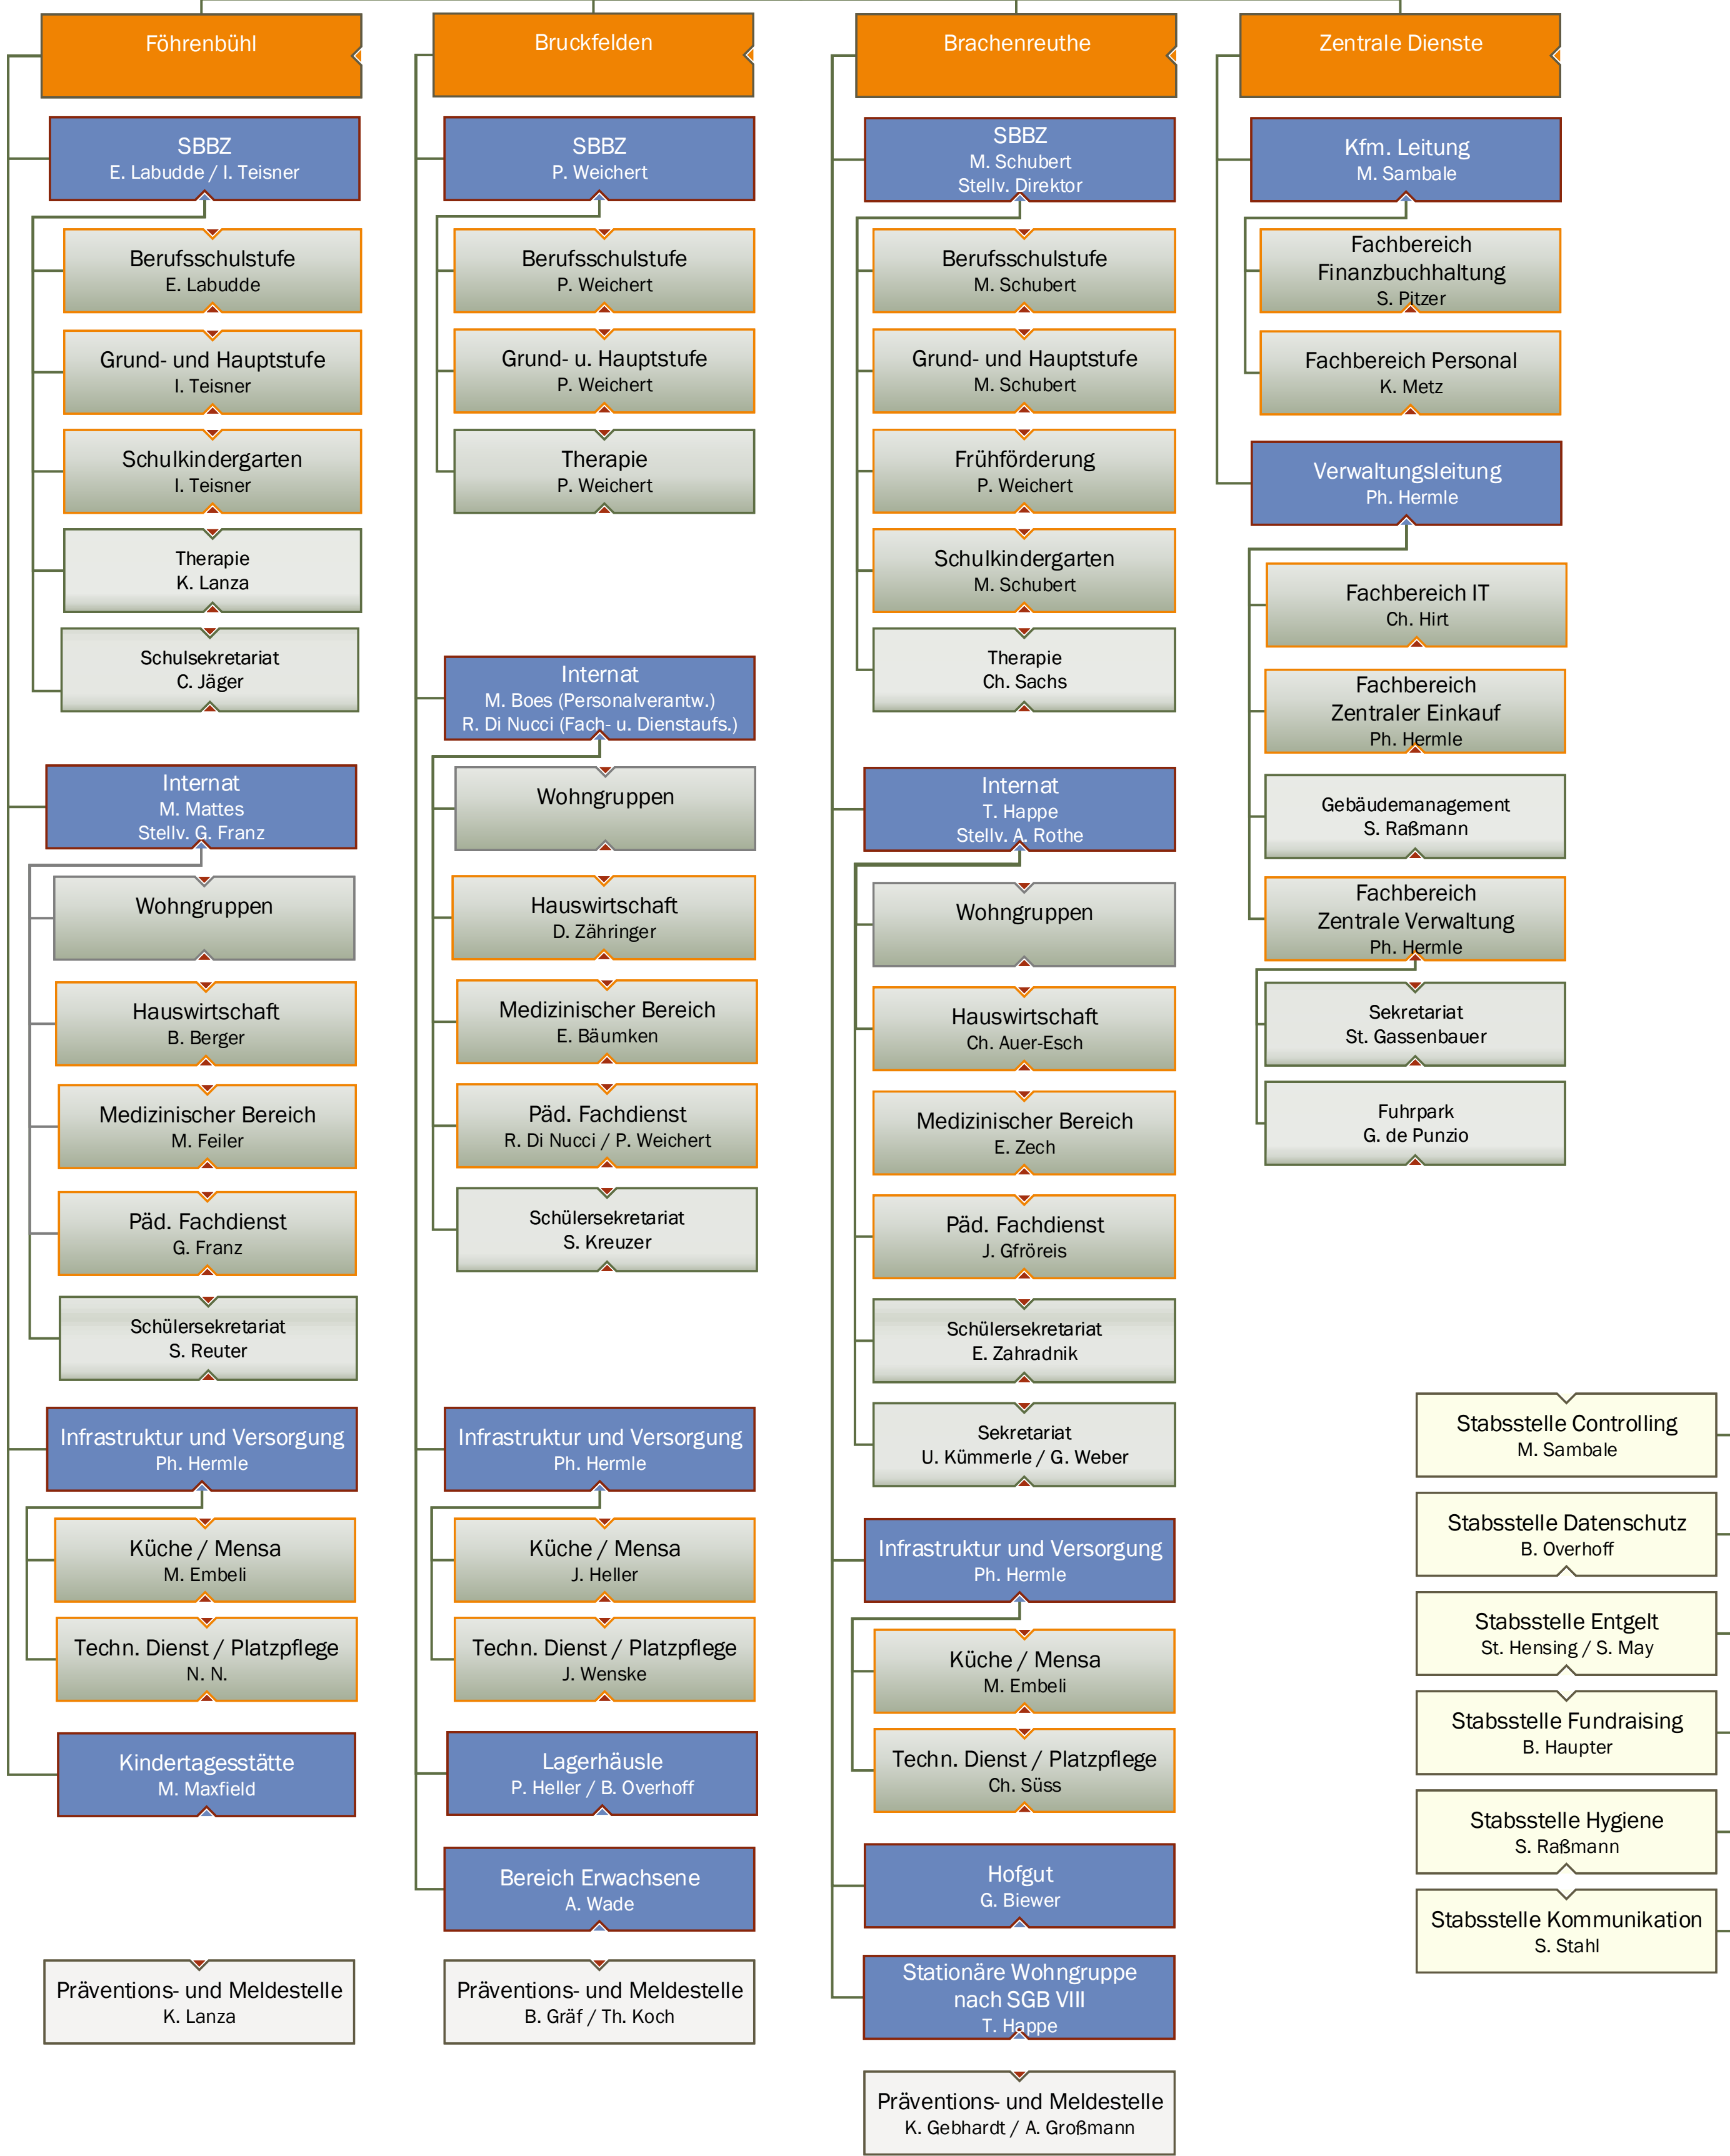 Föhrenbühl
SBBZ
E. Labudde / I. Teisner
Berufsschulstufe
E. Labudde
Grund- und Hauptstufe
I. Teisner
Schulkindergarten
I. Teisner
Therapie
K. Lanza
Schulsekretariat
C. Jäger
Internat
M. Mattes
Stellv. G. Franz
Wohngruppen
Hauswirtschaft
B. Berger
Medizinischer Bereich
M. Feiler
Päd. Fachdienst
G. Franz
Schülersekretariat
S. Reuter
Infrastruktur und Versorgung
Ph. Hermle
Küche / Mensa
M. Embeli
Techn. Dienst / Platzpflege
N. N.
Kindertagesstätte
M. Maxfield
Präventions- und Meldestelle
K. Lanza
Bruckfelden
SBBZ
P. Weichert
Berufsschulstufe
P. Weichert
Grund- u. Hauptstufe
P. Weichert
Therapie
P. Weichert
Internat
M. Boes (Personalverantw.)
R. Di Nucci (Fach- u. Dienstaufs.)
Wohngruppen
Hauswirtschaft
D. Zähringer
Medizinischer Bereich
E. Bäumken
Päd. Fachdienst
R. Di Nucci / P. Weichert
Schülersekretariat
S. Kreuzer
Infrastruktur und Versorgung
Ph. Hermle
Küche / Mensa
J. Heller
Techn. Dienst / Platzpflege
J. Wenske
Lagerhäusle
P. Heller / B. Overhoff
Bereich Erwachsene
A. Wade
Präventions- und Meldestelle
B. Gräf / Th. Koch
Brachenreuthe
SBBZ
M. Schubert
Stellv. Direktor
Berufsschulstufe
M. Schubert
Grund- und Hauptstufe
M. Schubert
Frühförderung
P. Weichert
Schulkindergarten
M. Schubert
Therapie
Ch. Sachs
Internat
T. Happe
Stellv. A. Rothe
Wohngruppen
Hauswirtschaft
Ch. Auer-Esch
Medizinischer Bereich
E. Zech
Päd. Fachdienst
J. Gfröreis
Schülersekretariat
E. Zahradnik
Sekretariat
U. Kümmerle / G. Weber
Infrastruktur und Versorgung
Ph. Hermle
Küche / Mensa
M. Embeli
Techn. Dienst / Platzpflege
Ch. Süss
Hofgut
G. Biewer
Stationäre Wohngruppe
nach SGB VIII
T. Happe
Präventions- und Meldestelle
K. Gebhardt / A. Großmann
Zentrale Dienste
Kfm. Leitung
M. Sambale
Fachbereich
Finanzbuchhaltung
S. Pitzer
Fachbereich Personal
K. Metz
Verwaltungsleitung
Ph. Hermle
Fachbereich IT
Ch. Hirt
Fachbereich
Zentraler Einkauf
Ph. Hermle
Gebäudemanagement
S. Raßmann
Fachbereich
Zentrale Verwaltung
Ph. Hermle
Sekretariat
St. Gassenbauer
Fuhrpark
G. de Punzio
Stabsstelle Controlling
M. Sambale
Stabsstelle Datenschutz
B. Overhoff
Stabsstelle Entgelt
St. Hensing / S. May
Stabsstelle Fundraising
B. Haupter
Stabsstelle Hygiene
S. Raßmann
Stabsstelle Kommunikation
S. Stahl